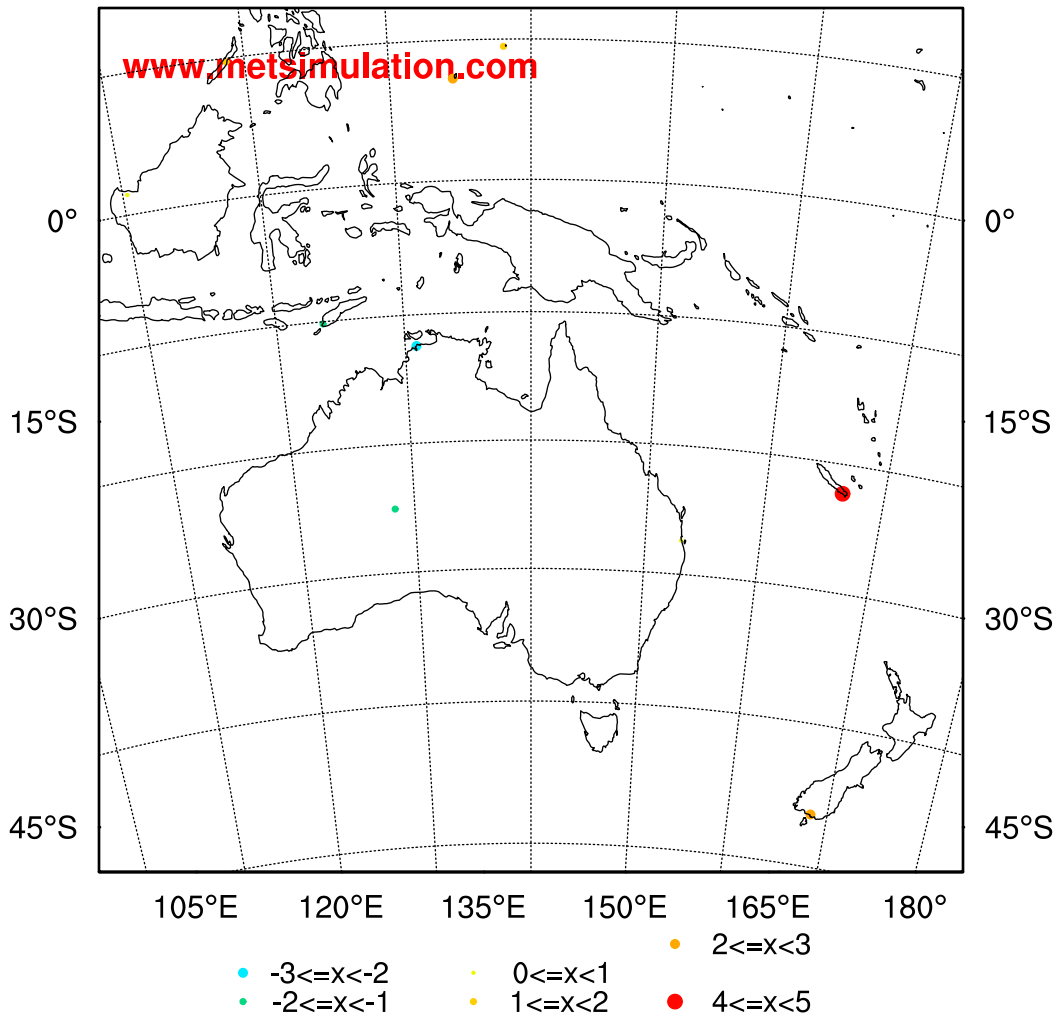 www.metsimulation.com
0° 0°
15°S 15°S
30°S 30°S
45°S 45°S
105°E 120°E 135°E 150°E 165°E 180°
2<=x<3
-3<=x<-2 0<=x<1
-2<=x<-1 1<=x<2 4<=x<5